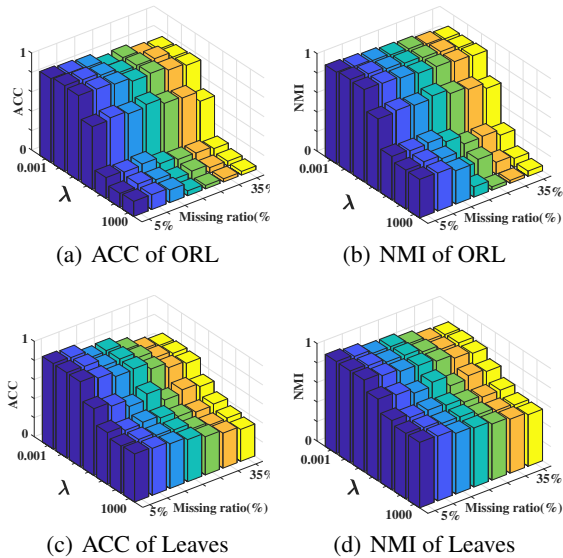 1
ACC
0
0.001
λ
1000
5%
Missing ratio(%)
35%
(a) ACC of ORL
1
NMI
0
0.001
λ
1000
5%
Missing ratio(%)
35%
(b) NMI of ORL
1
ACC
0
0.001
λ
1000
5%
Missing ratio(%)
35%
(c) ACC of Leaves
1
NMI
0
0.001
λ
1000
5%
Missing ratio(%)
35%
(d) NMI of Leaves